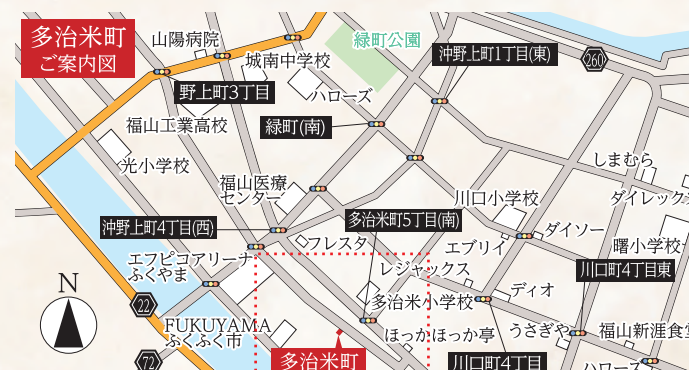 多治米町
ご案内図
山陽病院
城南中学校
緑町公園
沖野上町1丁目(東)
260
野上町3丁目
ハローズ
福山工業高校
緑町(南)
光小学校
しまむら
福山医療
センター
川口小学校
ダイレックス
沖野上町4丁目(西)
多治米町5丁目(南)
ダイソー
フレスタ
エブリイ
曙小学校
エフピコアリーナ
ふくやま
レジャックス
川口町4丁目東
N
ディオ
多治米小学校
22
FUKUYAMA
ふくふく市
ほっかほっか亭
うさぎや
福山新涯食堂
72
多治米町
川口町4丁目
ハローズ